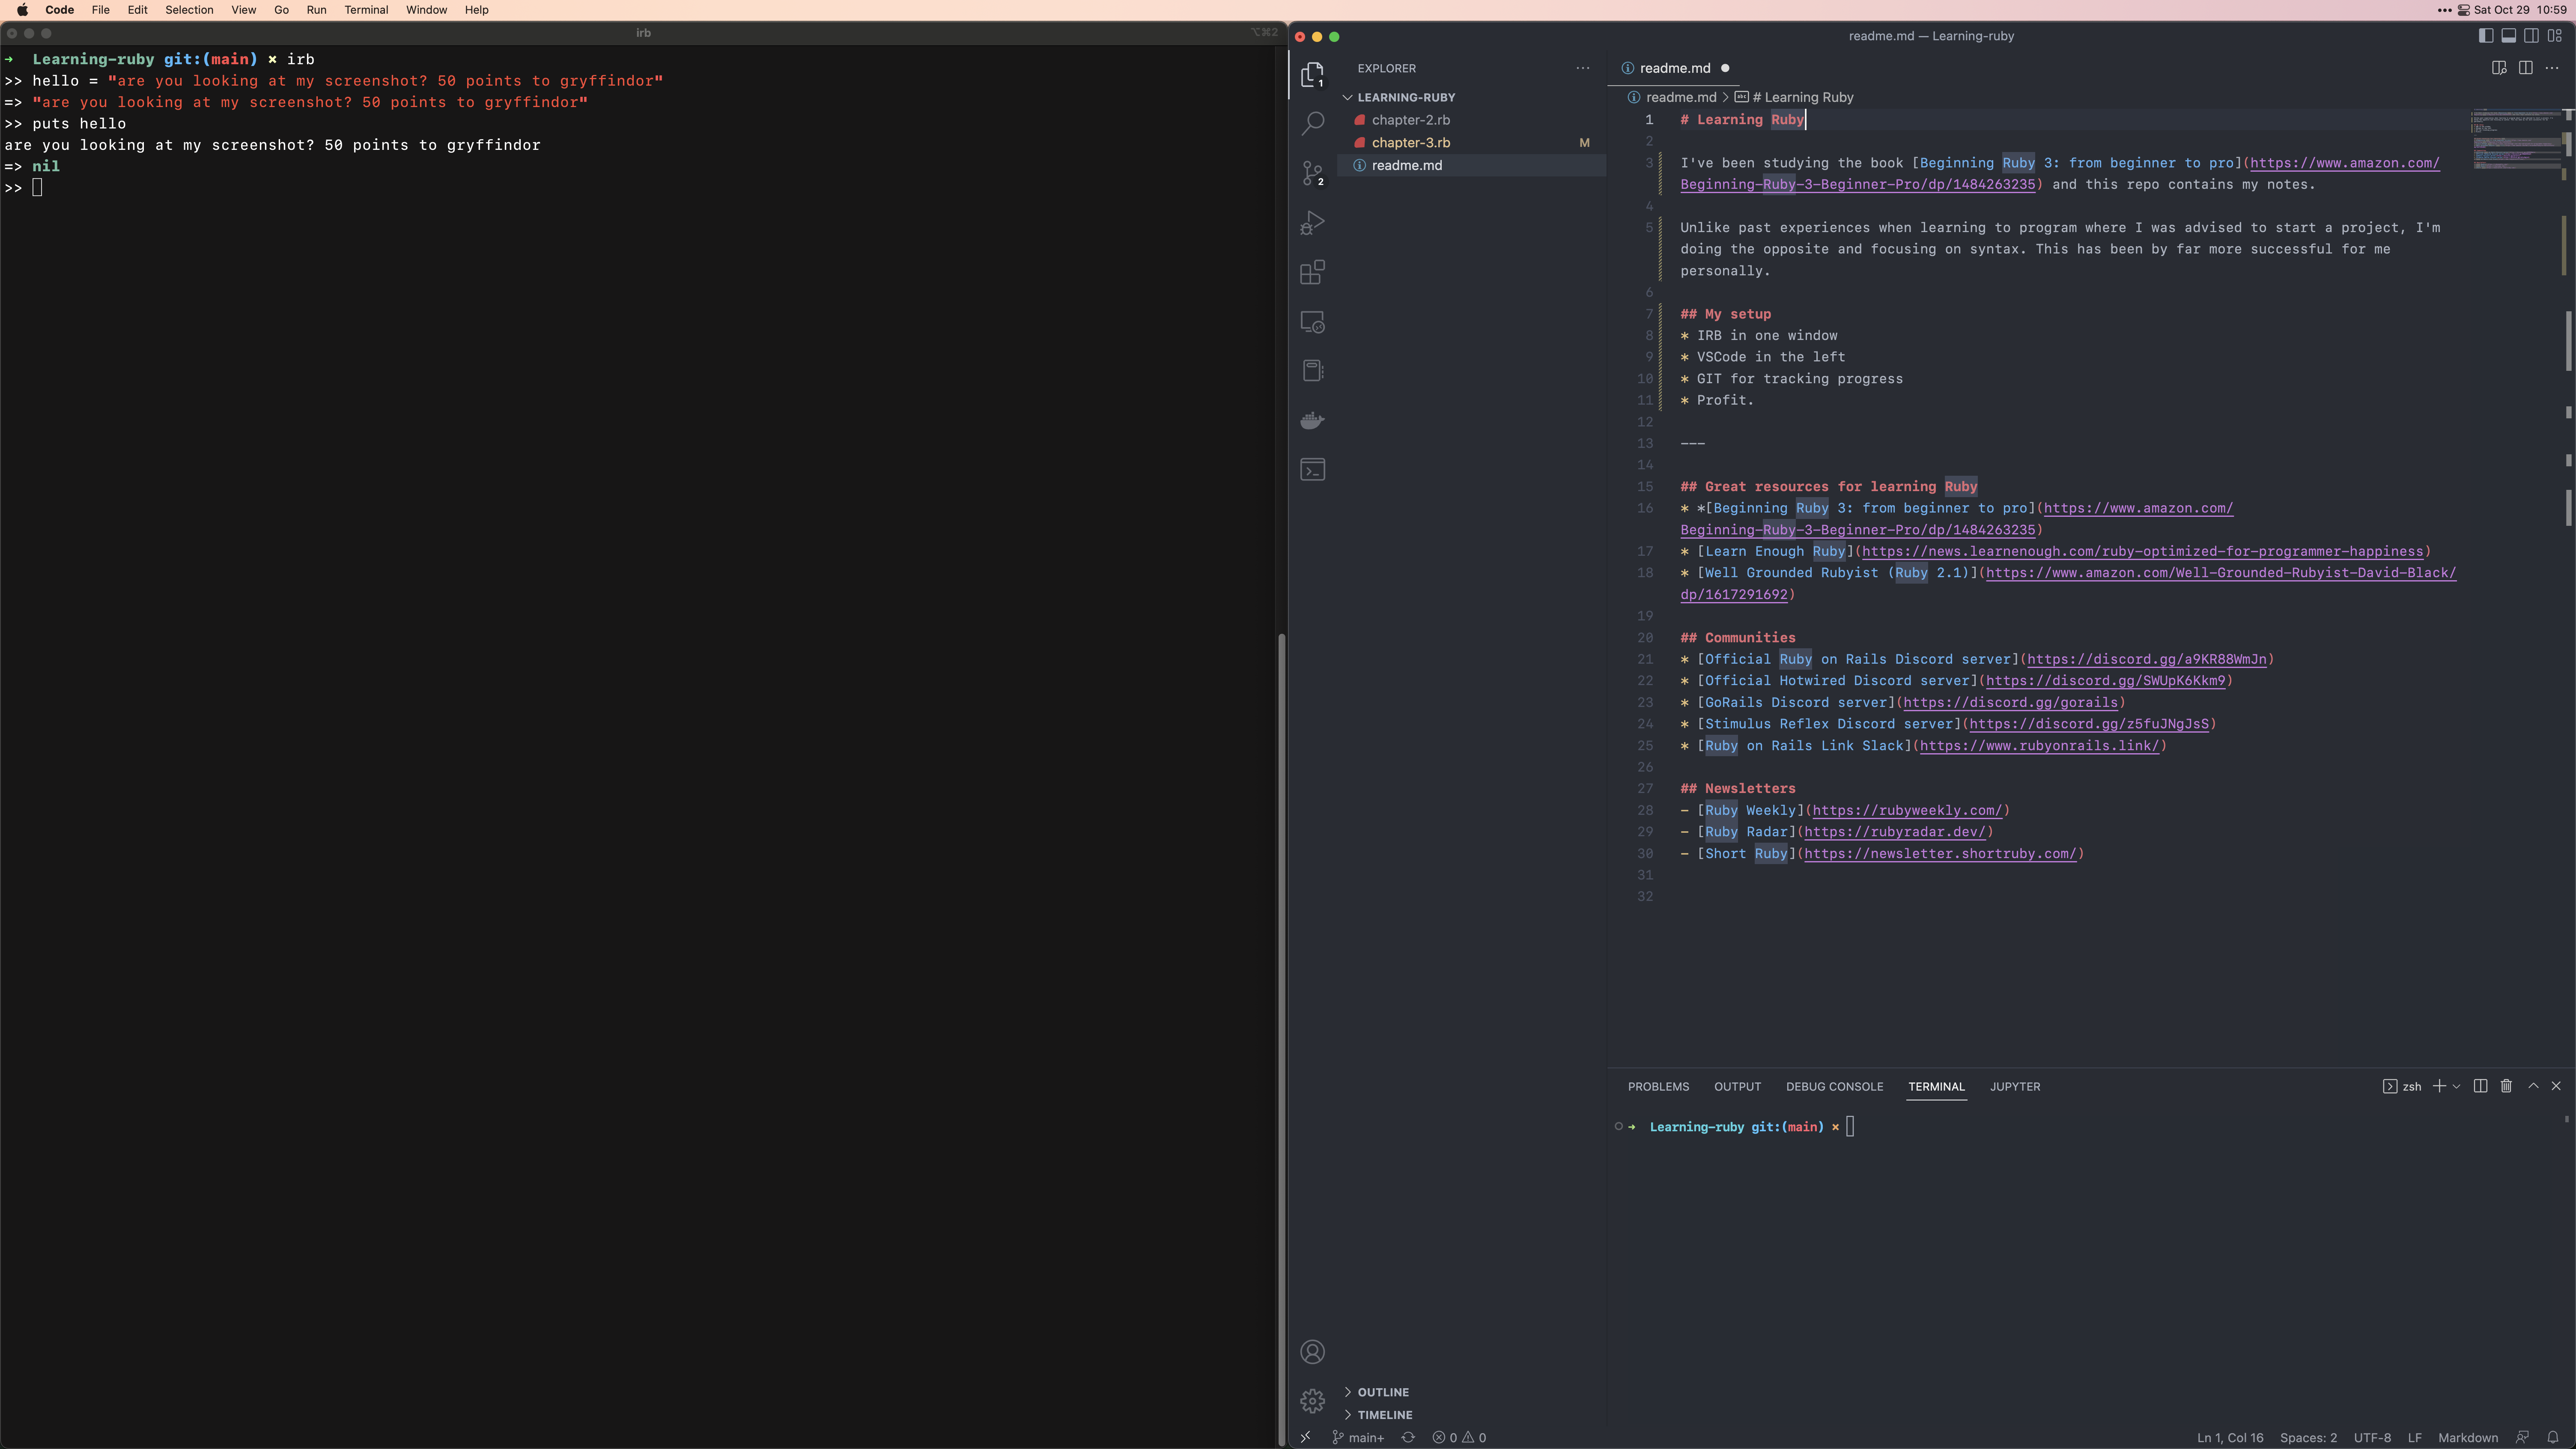 Code File Edit Selection View Go Run Terminal Window Help
Sat Oct 29 10:59
irb
⌥⌘2
➜ Learning-ruby git:(main) ✖ irb
>> hello = "are you looking at my screenshot? 50 points to gryffindor"
=> "are you looking at my screenshot? 50 points to gryffindor"
>> puts hello
are you looking at my screenshot? 50 points to gryffindor
=> nil
>>
readme.md — Learning-ruby
1
2
EXPLORER
LEARNING-RUBY
chapter-2.rb
chapter-3.rb M
readme.md
readme.md
readme.md > # Learning Ruby
1 # Learning Ruby
2
3 I've been studying the book [Beginning Ruby 3: from beginner to pro](https://www.amazon.com/
Beginning-Ruby-3-Beginner-Pro/dp/1484263235) and this repo contains my notes.
4
5 Unlike past experiences when learning to program where I was advised to start a project, I'm
doing the opposite and focusing on syntax. This has been by far more successful for me
personally.
6
7 ## My setup
8 * IRB in one window
9 * VSCode in the left
10 * GIT for tracking progress
11 * Profit.
12
13 ---
14
15 ## Great resources for learning Ruby
16 * *[Beginning Ruby 3: from beginner to pro](https://www.amazon.com/
Beginning-Ruby-3-Beginner-Pro/dp/1484263235)
17 * [Learn Enough Ruby](https://news.learnenough.com/ruby-optimized-for-programmer-happiness)
18 * [Well Grounded Rubyist (Ruby 2.1)](https://www.amazon.com/Well-Grounded-Rubyist-David-Black/
dp/1617291692)
19
20 ## Communities
21 * [Official Ruby on Rails Discord server](https://discord.gg/a9KR88WmJn)
22 * [Official Hotwired Discord server](https://discord.gg/SWUpK6Kkm9)
23 * [GoRails Discord server](https://discord.gg/gorails)
24 * [Stimulus Reflex Discord server](https://discord.gg/z5fuJNgJsS)
25 * [Ruby on Rails Link Slack](https://www.rubyonrails.link/)
26
27 ## Newsletters
28 - [Ruby Weekly](https://rubyweekly.com/)
29 - [Ruby Radar](https://rubyradar.dev/)
30 - [Short Ruby](https://newsletter.shortruby.com/)
31
32
PROBLEMS OUTPUT DEBUG CONSOLE TERMINAL JUPYTER
zsh
➜ Learning-ruby git:(main) ×
OUTLINE
TIMELINE
main+ 0 0
Ln 1, Col 16 Spaces: 2 UTF-8 LF Markdown